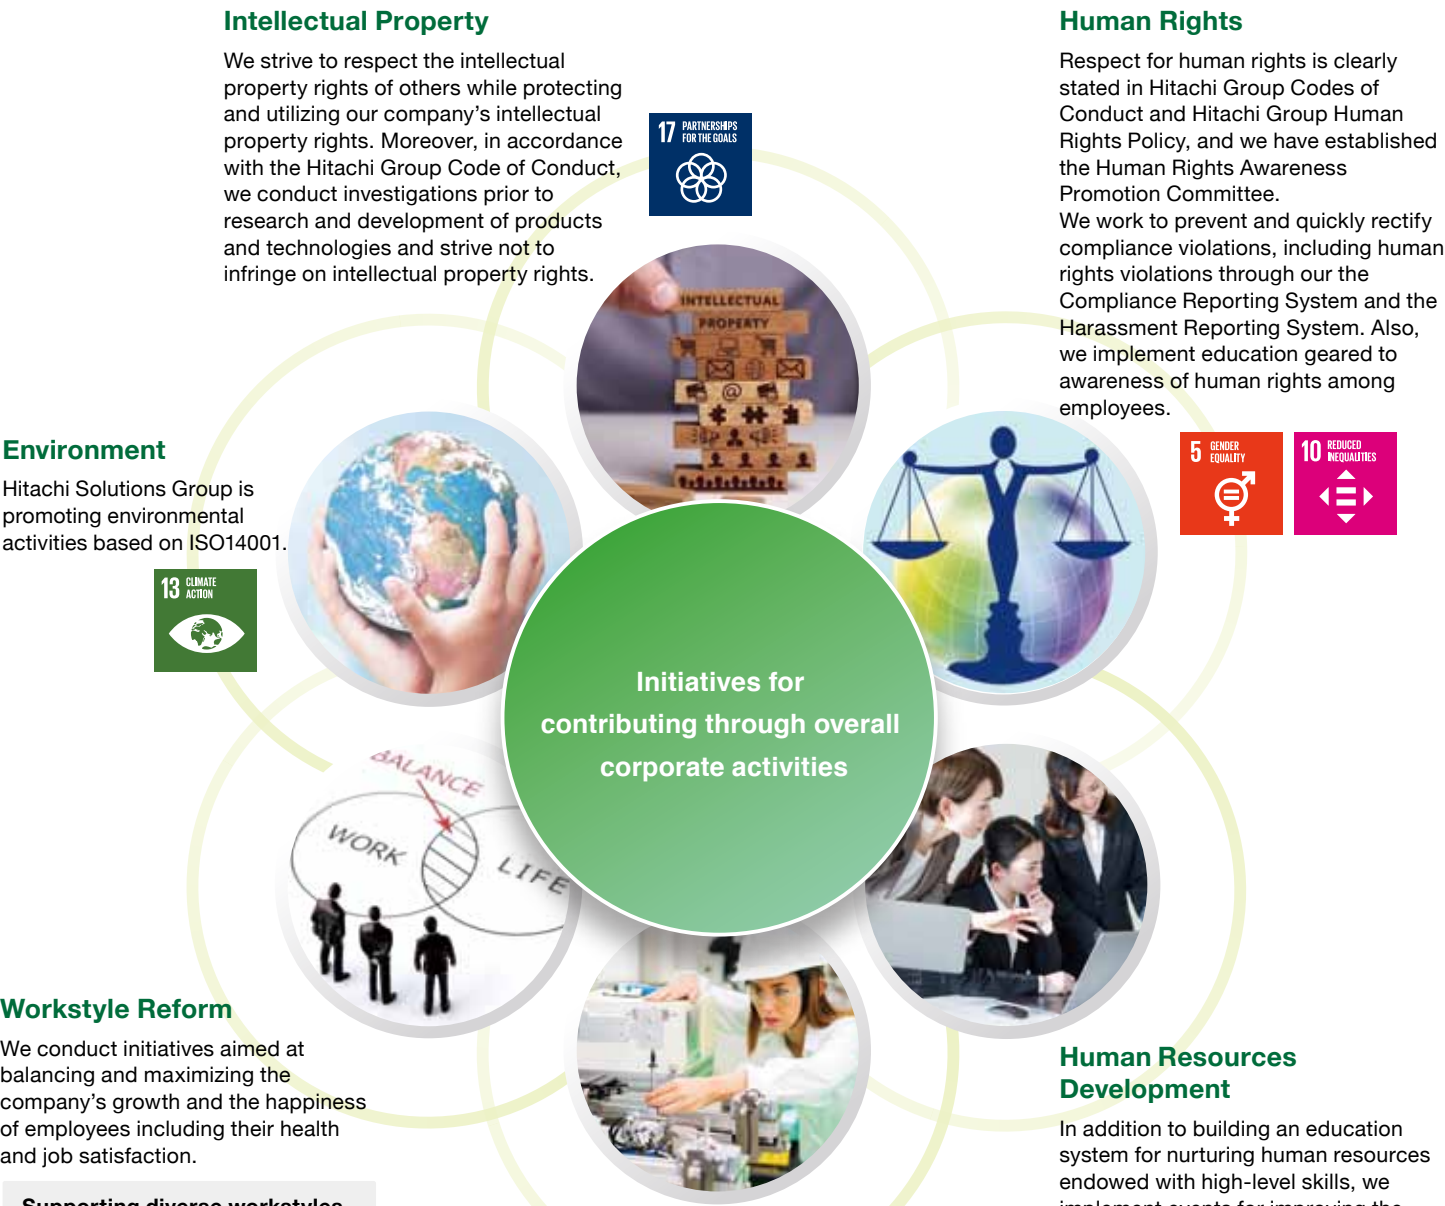 Intellectual Property
We strive to respect the intellectual
property rights of others while protecting
and utilizing our company's intellectual
property rights. Moreover, in accordance
with the Hitachi Group Code of Conduct,
we conduct investigations prior to
research and development of products
and technologies and strive not to
infringe on intellectual property rights.
17 PARTNERSHIPS
FOR THE GOALS
Human Rights
Respect for human rights is clearly
stated in Hitachi Group Codes of
Conduct and Hitachi Group Human
Rights Policy, and we have established
the Human Rights Awareness
Promotion Committee.
We work to prevent and quickly rectify
compliance violations, including human
rights violations through our the
Compliance Reporting System and the
Harassment Reporting System. Also,
we implement education geared to
awareness of human rights among
employees.
5 GENDER
EQUALITY
10 REDUCED
INEQUALITIES
INTELLECTUAL
PROPERTY
@
Environment
Hitachi Solutions Group is
promoting environmental
activities based on ISO14001.
13 CLIMATE
ACTION
Initiatives for
contributing through overall
corporate activities
BALANCE
WORK
LIFE
Workstyle Reform
We conduct initiatives aimed at
balancing and maximizing the
company's growth and the happiness
of employees including their health
and job satisfaction.
Supporting diverse workstyles
Human Resources
Development
In addition to building an education
system for nurturing human resources
endowed with high-level skills, we
implement events for improving the